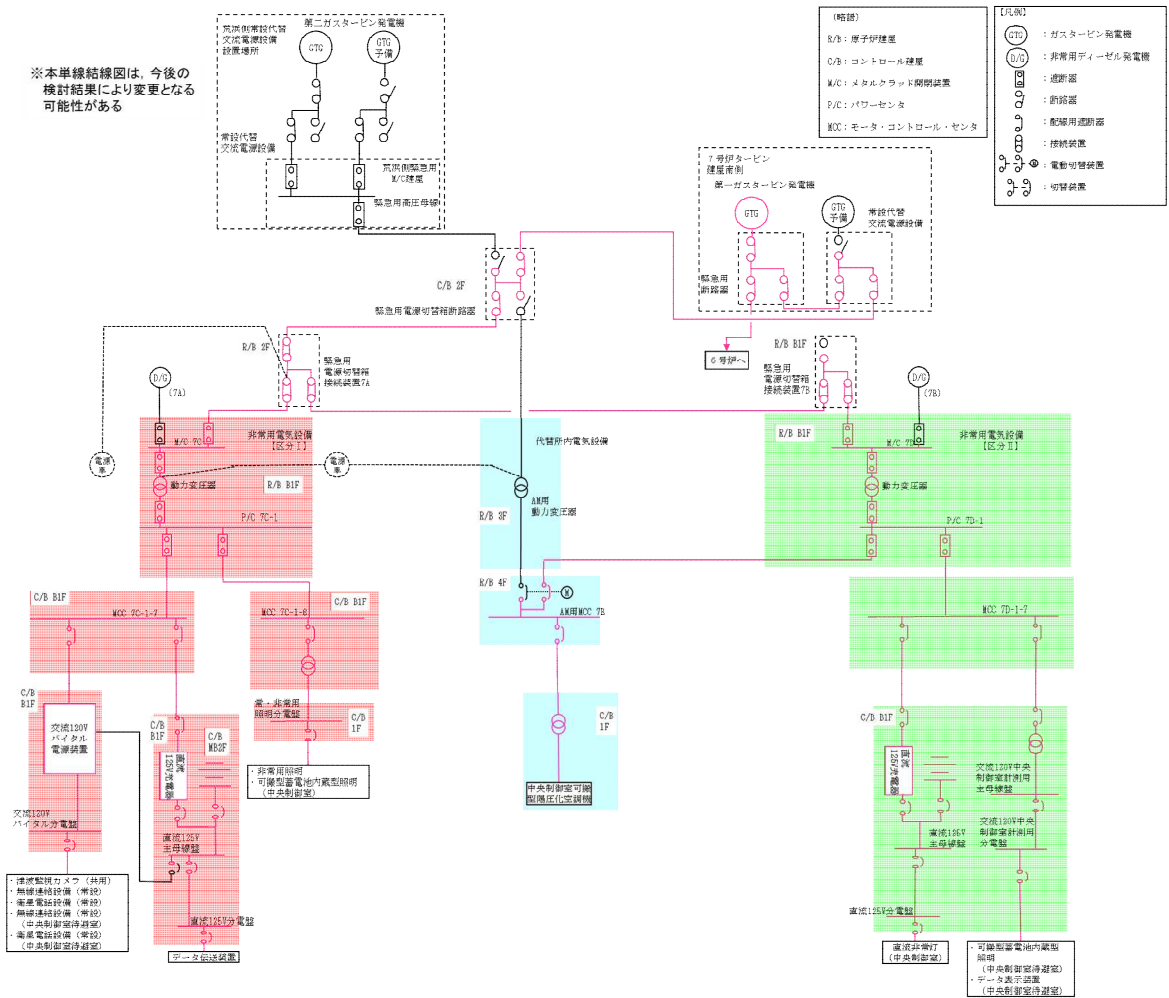 ※本単線結線図は，今後の
検討結果により変更となる
可能性がある
荒浜側常設代替
交流電源設備
設置場所
第二ガスタービン発電機
GTG
GTG
予備
常設代替
交流電源設備
荒浜側緊急用
M/C建屋
緊急用高圧母線
(略語)
R/B：原子炉建屋
C/B：コントロール建屋
M/C：メタルクラッド開閉装置
P/C：パワーセンタ
MCC：モータ・コントロール・センタ
【凡例】
GTG
：ガスタービン発電機
D/G
：非常用ディーゼル発電機
：遮断器
：断路器
：配線用遮断器
：接続装置
M
：電動切替装置
：切替装置
7号炉タービン
建屋南側
第一ガスタービン発電機
GTG
GTG
予備
常設代替
交流電源設備
緊急用
断路器
6号炉へ
C/B 2F
緊急用電源切替箱断路器
R/B 2F
緊急用
電源切替箱
接続装置7A
R/B B1F
緊急用
電源切替箱
接続装置7B
D/G
(7A)
D/G
(7B)
電源
車
電源
車
M/C 7C
非常用電気設備
【区分Ⅰ】
動力変圧器
R/B B1F
P/C 7C-1
代替所内電気設備
AM用
動力変圧器
R/B 3F
R/B B1F
M/C 7D
非常用電気設備
【区分Ⅱ】
動力変圧器
P/C 7D-1
R/B 4F
M
AM用MCC 7B
C/B B1F
MCC 7C-1-7
MCC 7C-1-6
C/B B1F
MCC 7D-1-7
C/B
B1F
交流120V
バイタル
電源装置
交流120V
バイタル分電盤
C/B
B1F
直流
125V充電器
C/B
MB2F
直流125V
主母線盤
直流125V分電盤
データ伝送装置
常・非常用
照明分電盤
C/B
1F
・非常用照明
・可搬型蓄電池内蔵型照明
（中央制御室）
C/B
1F
中央制御室可搬
型陽圧化空調機
・津波監視カメラ（共用）
・無線連絡設備（常設）
・衛星電話設備（常設）
・無線連絡設備（常設）
（中央制御室待避室）
・衛星電話設備（常設）
（中央制御室待避室）
C/B B1F
直流
125V充電器
直流125V
主母線盤
直流125V分電盤
直流非常灯
（中央制御室）
交流120V中央
制御室計測用
主母線盤
交流120V中央
制御室計測用
分電盤
・可搬型蓄電池内蔵型
照明
（中央制御室待避室）
・データ表示装置
（中央制御室待避室）